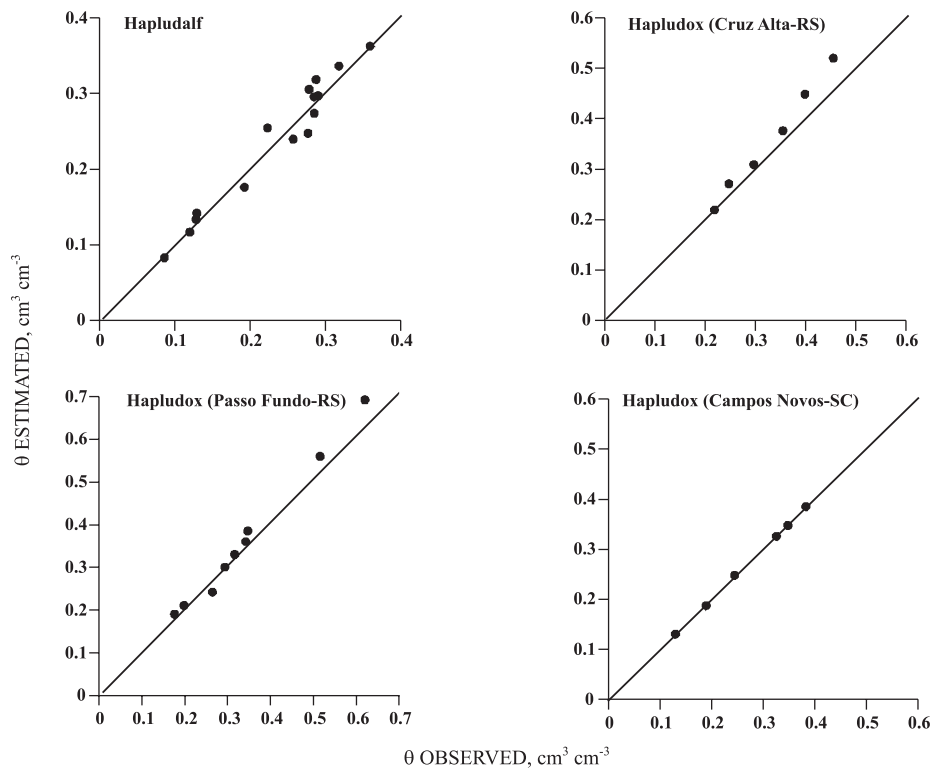 Hapludalf
0.4
0.3
0.2
0.1
0
0 0.1 0.2 0.3 0.4
Hapludox (Cruz Alta-RS)
0.6
0.5
0.4
0.3
0.2
0.1
0
0 0.1 0.2 0.3 0.4 0.5 0.6
θ ESTIMATED, cm³ cm⁻³
Hapludox (Passo Fundo-RS)
0.7
0.6
0.5
0.4
0.3
0.2
0.1
0
0 0.1 0.2 0.3 0.4 0.5 0.6 0.7
Hapludox (Campos Novos-SC)
0.6
0.5
0.4
0.3
0.2
0.1
0
0 0.1 0.2 0.3 0.4 0.5 0.6
θ OBSERVED, cm³ cm⁻³